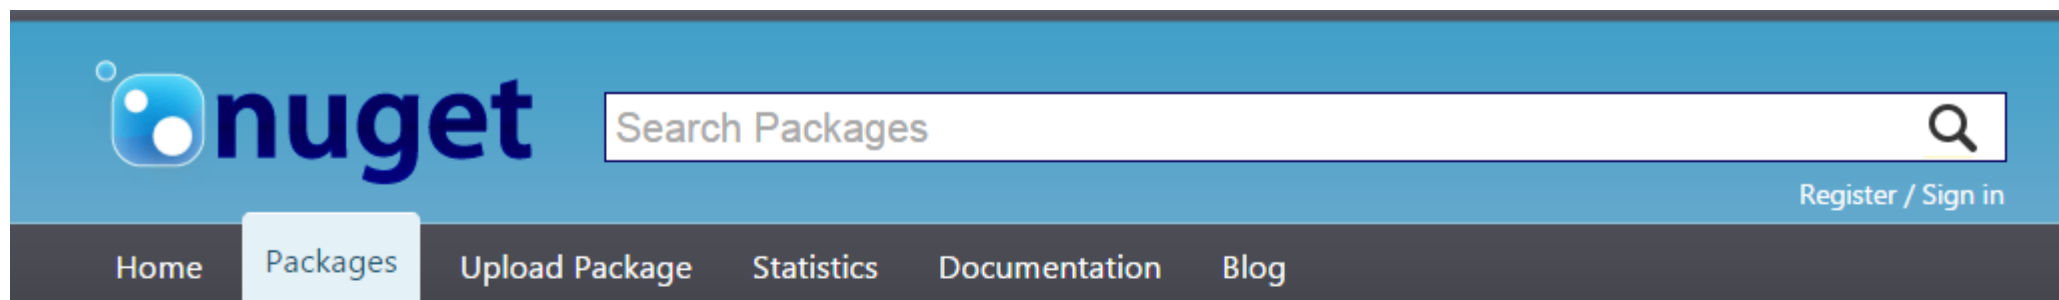 nuget
Search Packages
Register / Sign in
Home Packages Upload Package Statistics Documentation Blog